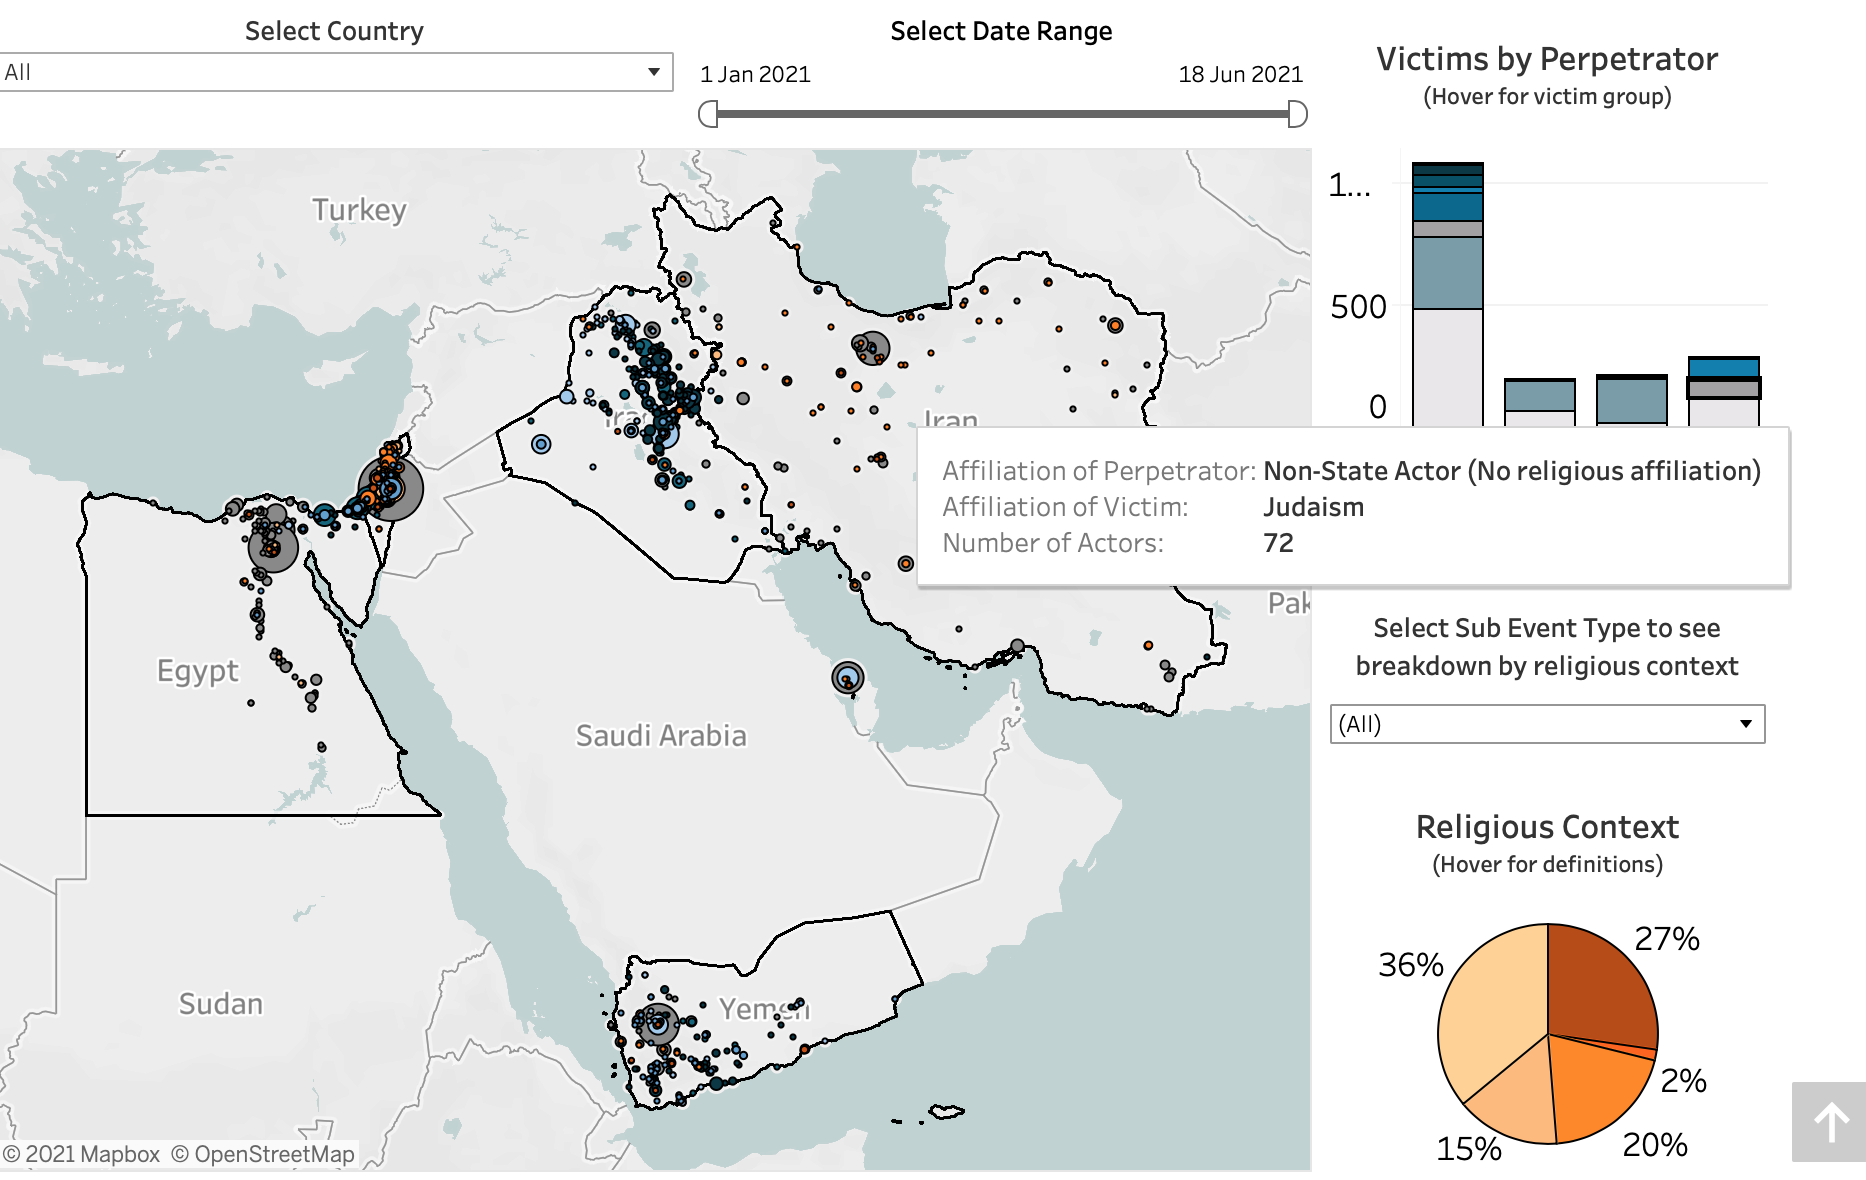 Select Country
All
Select Date Range
1 Jan 2021
18 Jun 2021
Victims by Perpetrator
(Hover for victim group)
1...
500
0
Turkey
Iraq
Iran
Affiliation of Perpetrator: Non-State Actor (No religious affiliation)
Affiliation of Victim: Judaism
Number of Actors: 72
Pak
Egypt
Saudi Arabia
Sudan
Yemen
© 2021 Mapbox © OpenStreetMap
Select Sub Event Type to see
breakdown by religious context
(All)
Religious Context
(Hover for definitions)
27%
36%
2%
15%
20%